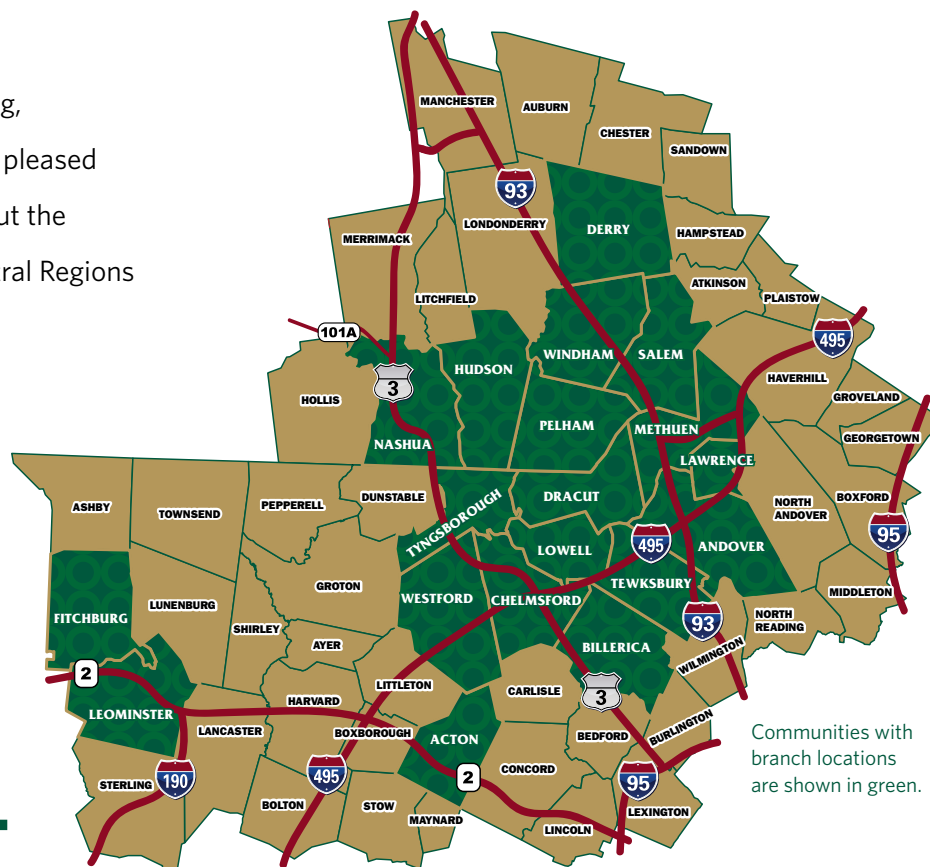 g,
pleased
ut the
ral Regions
MANCHESTER
AUBURN
CHESTER
SANDOWN
93
LONDONDERRY
DERRY
HAMPSTEAD
MERRIMACK
LITCHFIELD
ATKINSON
PLAISTOW
101A
495
HUDSON
WINDHAM
SALEM
HAVERHILL
3
HOLLIS
GROVELAND
NASHUA
PELHAM
METHUEN
GEORGETOWN
LAWRENCE
ASHBY
TOWNSEND
PEPPERELL
DUNSTABLE
TYNGSBOROUGH
DRACUT
NORTH
ANDOVER
BOXFORD
95
LOWELL
495
ANDOVER
GROTON
WESTFORD
CHELMSFORD
TEWKSBURY
MIDDLETON
FITCHBURG
LUNENBURG
SHIRLEY
AYER
93
NORTH
READING
BILLERICA
WILMINGTON
2
LITTLETON
CARLISLE
3
LEOMINSTER
LANCASTER
HARVARD
BOXBOROUGH
ACTON
BEDFORD
BURLINGTON
Communities with
branch locations
are shown in green.
STERLING
190
495
2
CONCORD
95
BOLTON
STOW
MAYNARD
LINCOLN
LEXINGTON